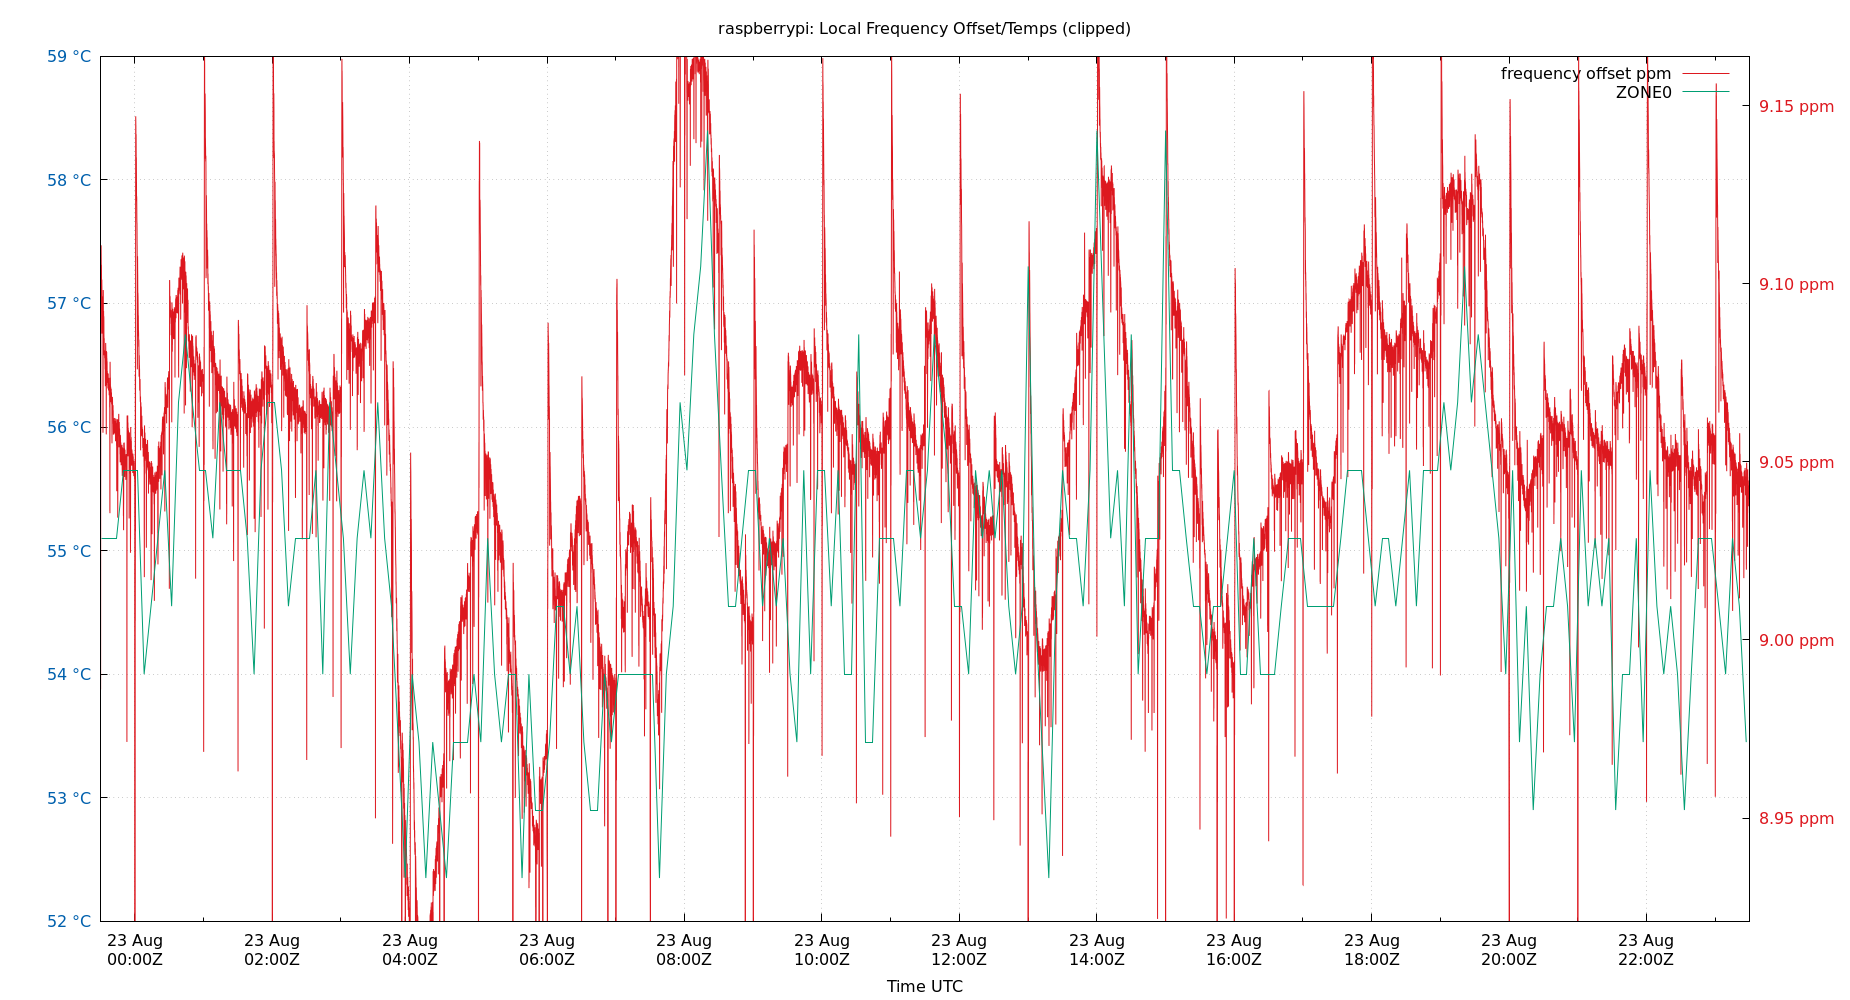 raspberrypi: Local Frequency Offset/Temps (clipped)
59 °C
58 °C
57 °C
56 °C
55 °C
54 °C
53 °C
52 °C
frequency offset ppm
ZONE0
9.15 ppm
9.10 ppm
9.05 ppm
9.00 ppm
8.95 ppm
23 Aug 23 Aug 23 Aug 23 Aug 23 Aug 23 Aug 23 Aug 23 Aug 23 Aug 23 Aug 23 Aug 23 Aug
00:00Z 02:00Z 04:00Z 06:00Z 08:00Z 10:00Z 12:00Z 14:00Z 16:00Z 18:00Z 20:00Z 22:00Z
Time UTC